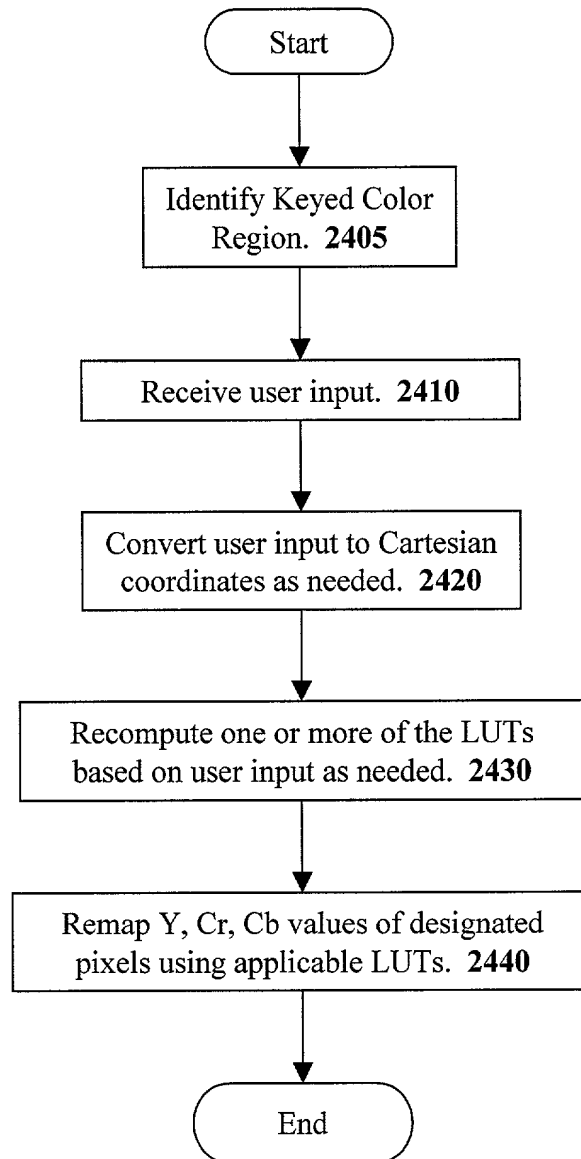 Start
Identify Keyed Color
Region. 2405
Receive user input. 2410
Convert user input to Cartesian
coordinates as needed. 2420
Recompute one or more of the LUTs
based on user input as needed. 2430
Remap Y, Cr, Cb values of designated
pixels using applicable LUTs. 2440
End